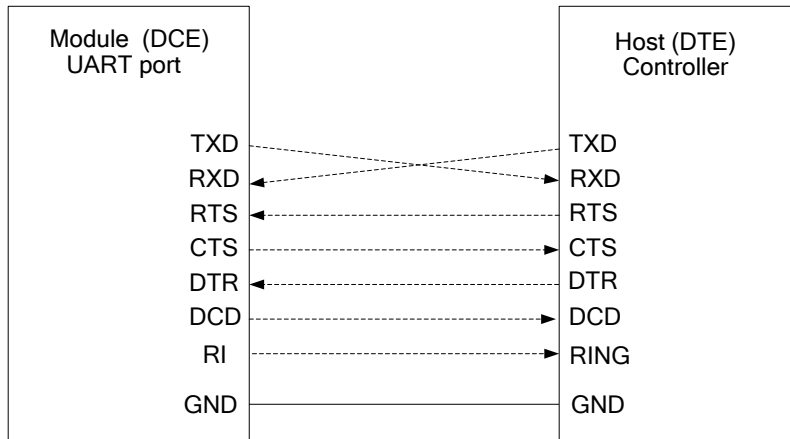 Module (DCE)
UART port
TXD
RXD
RTS
CTS
DTR
DCD
RI
GND
Host (DTE)
Controller
TXD
RXD
RTS
CTS
DTR
DCD
RING
GND